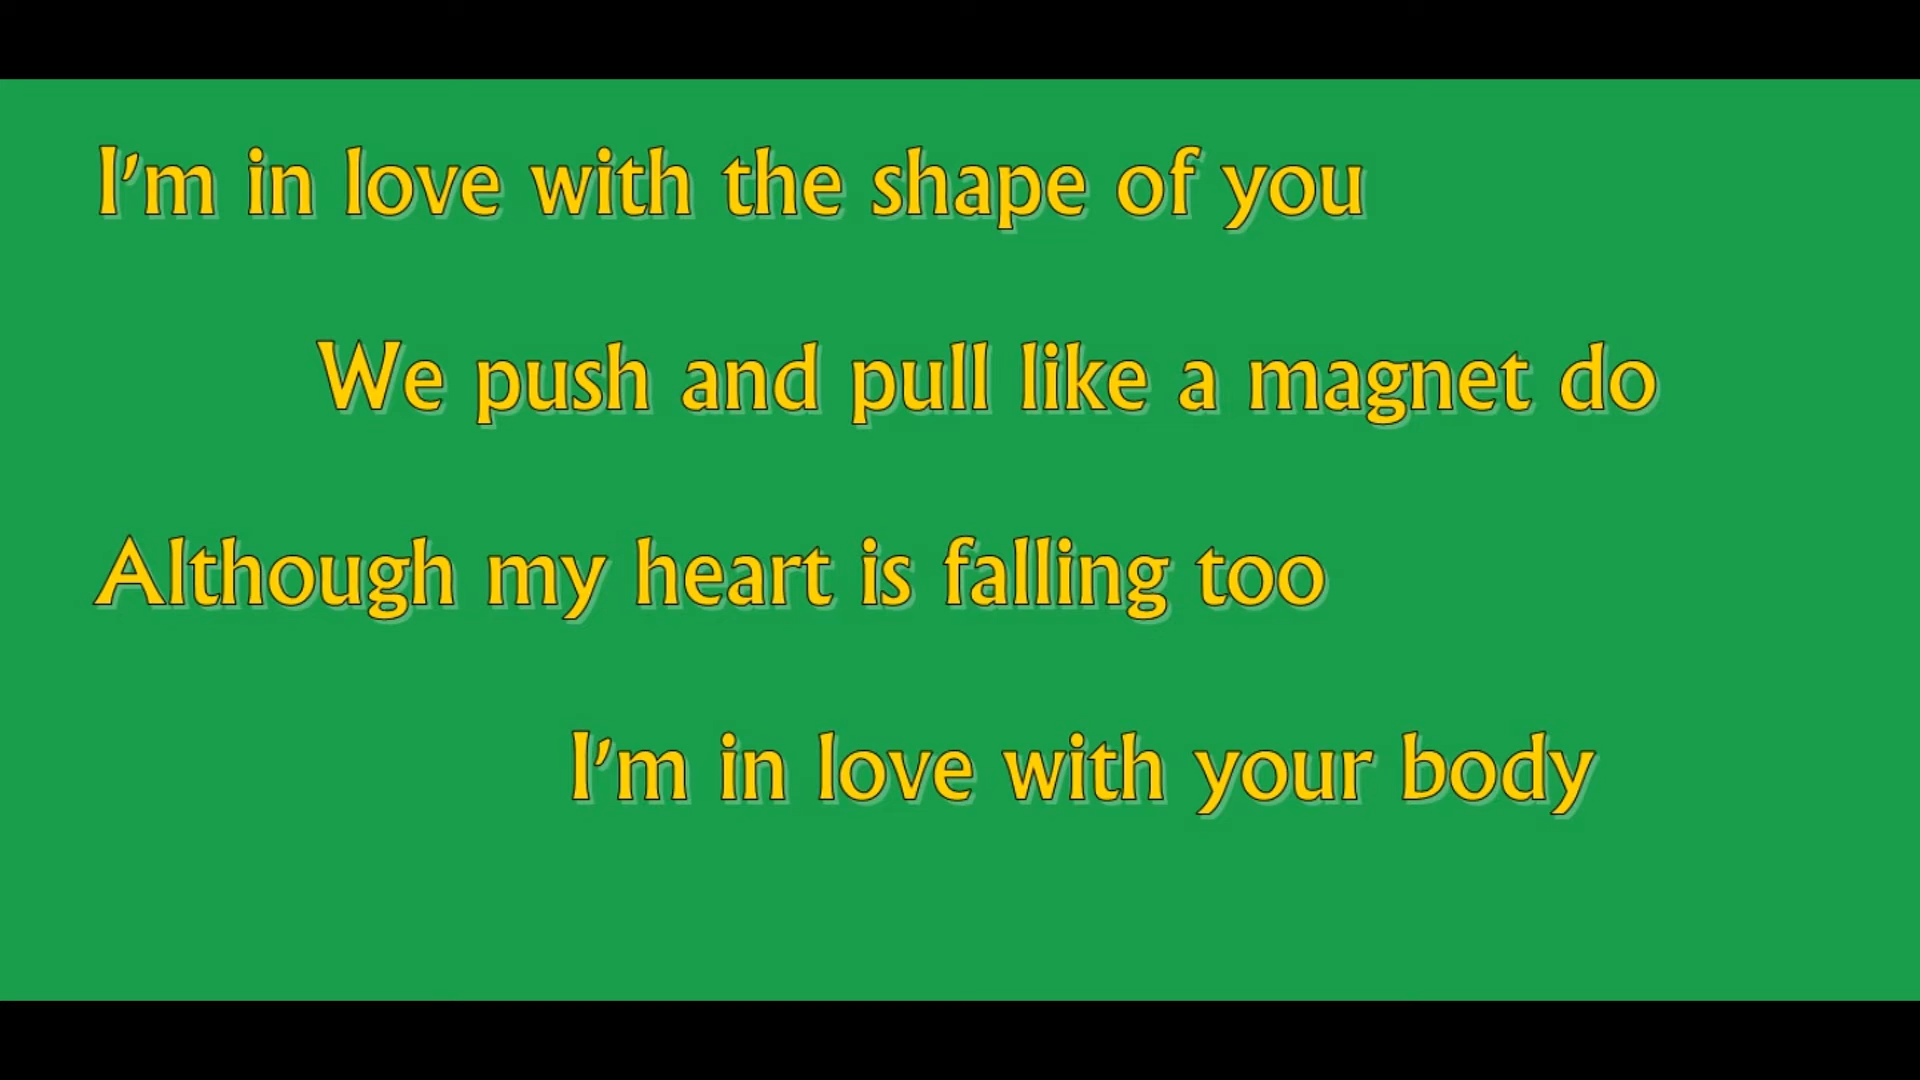 I'm in love with the shape of you
We push and pull like a magnet do
Although my heart is falling too
I'm in love with your body